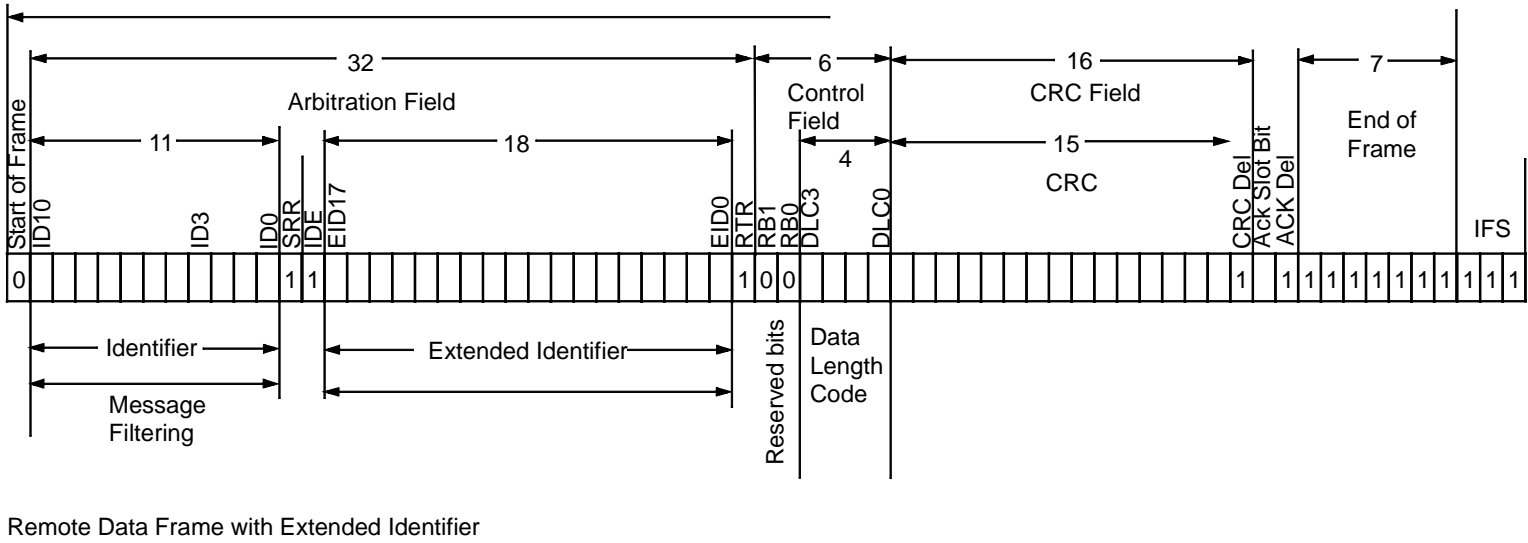 32
6
16
7
Arbitration Field
Control
Field
CRC Field
End of
Frame
11
18
4
15
CRC
Start of Frame
ID10
ID3
ID0
SRR
IDE
EID17
EID0
RTR
RB1
RB0
DLC3
DLC0
CRC Del
Ack Slot Bit
ACK Del
IFS
0 1 1 1 0 0 1 1 1 1 1 1 1 1 1 1 1 1
Identifier
Extended Identifier
Message
Filtering
Reserved bits
Data
Length
Code
Remote Data Frame with Extended Identifier